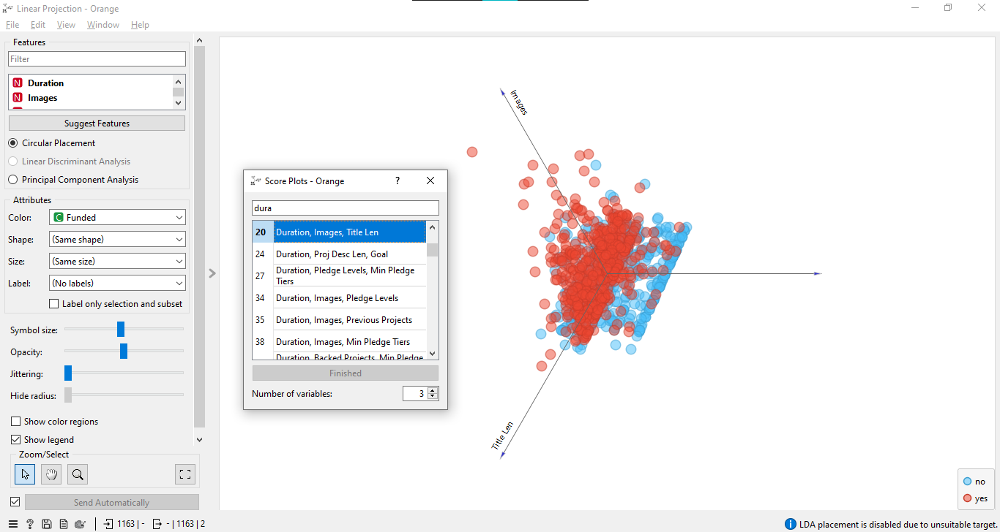 Linear Projection - Orange
File Edit View Window Help
Features
Filter
N Duration
N Images
Suggest Features
Circular Placement
Linear Discriminant Analysis
Principal Component Analysis
Attributes
Color: C Funded
Shape: (Same shape)
Size: (Same size)
Label: (No labels)
Label only selection and subset
Symbol size:
Opacity:
Jittering:
Hide radius:
Show color regions
Show legend
Zoom/Select
Send Automatically
? 1163 | - - | 1163 | 2
Score Plots - Orange ?
dura
20 Duration, Images, Title Len
24 Duration, Proj Desc Len, Goal
27 Duration, Pledge Levels, Min Pledge
Tiers
34 Duration, Images, Pledge Levels
35 Duration, Images, Previous Projects
38 Duration, Images, Min Pledge Tiers
Duration, Backed Projects, Min Pledge
Finished
Number of variables: 3
Images
Title Len
no
yes
LDA placement is disabled due to unsuitable target.